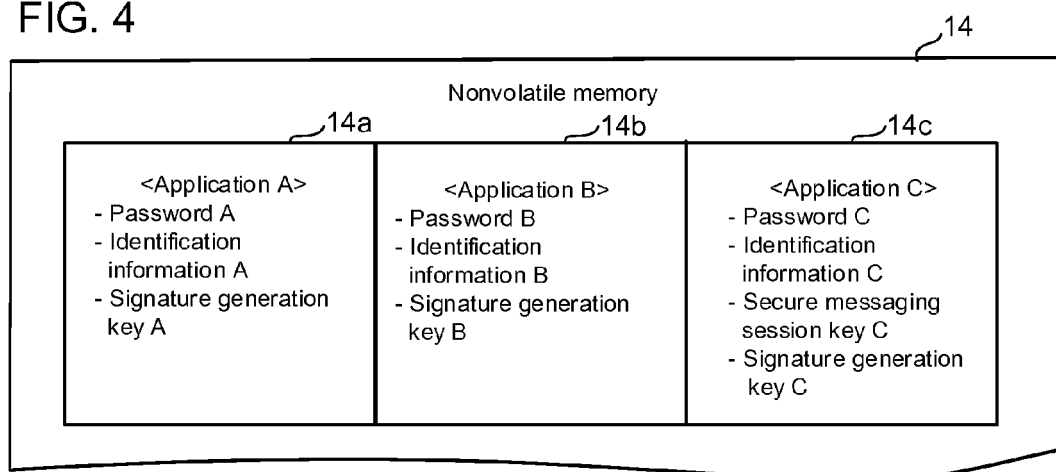 FIG. 4
14
Nonvolatile memory
14a
14b
14c
<Application A>
- Password A
- Identification
information A
- Signature generation
key A
<Application B>
- Password B
- Identification
information B
- Signature generation
key B
<Application C>
- Password C
- Identification
information C
- Secure messaging
session key C
- Signature generation
key C